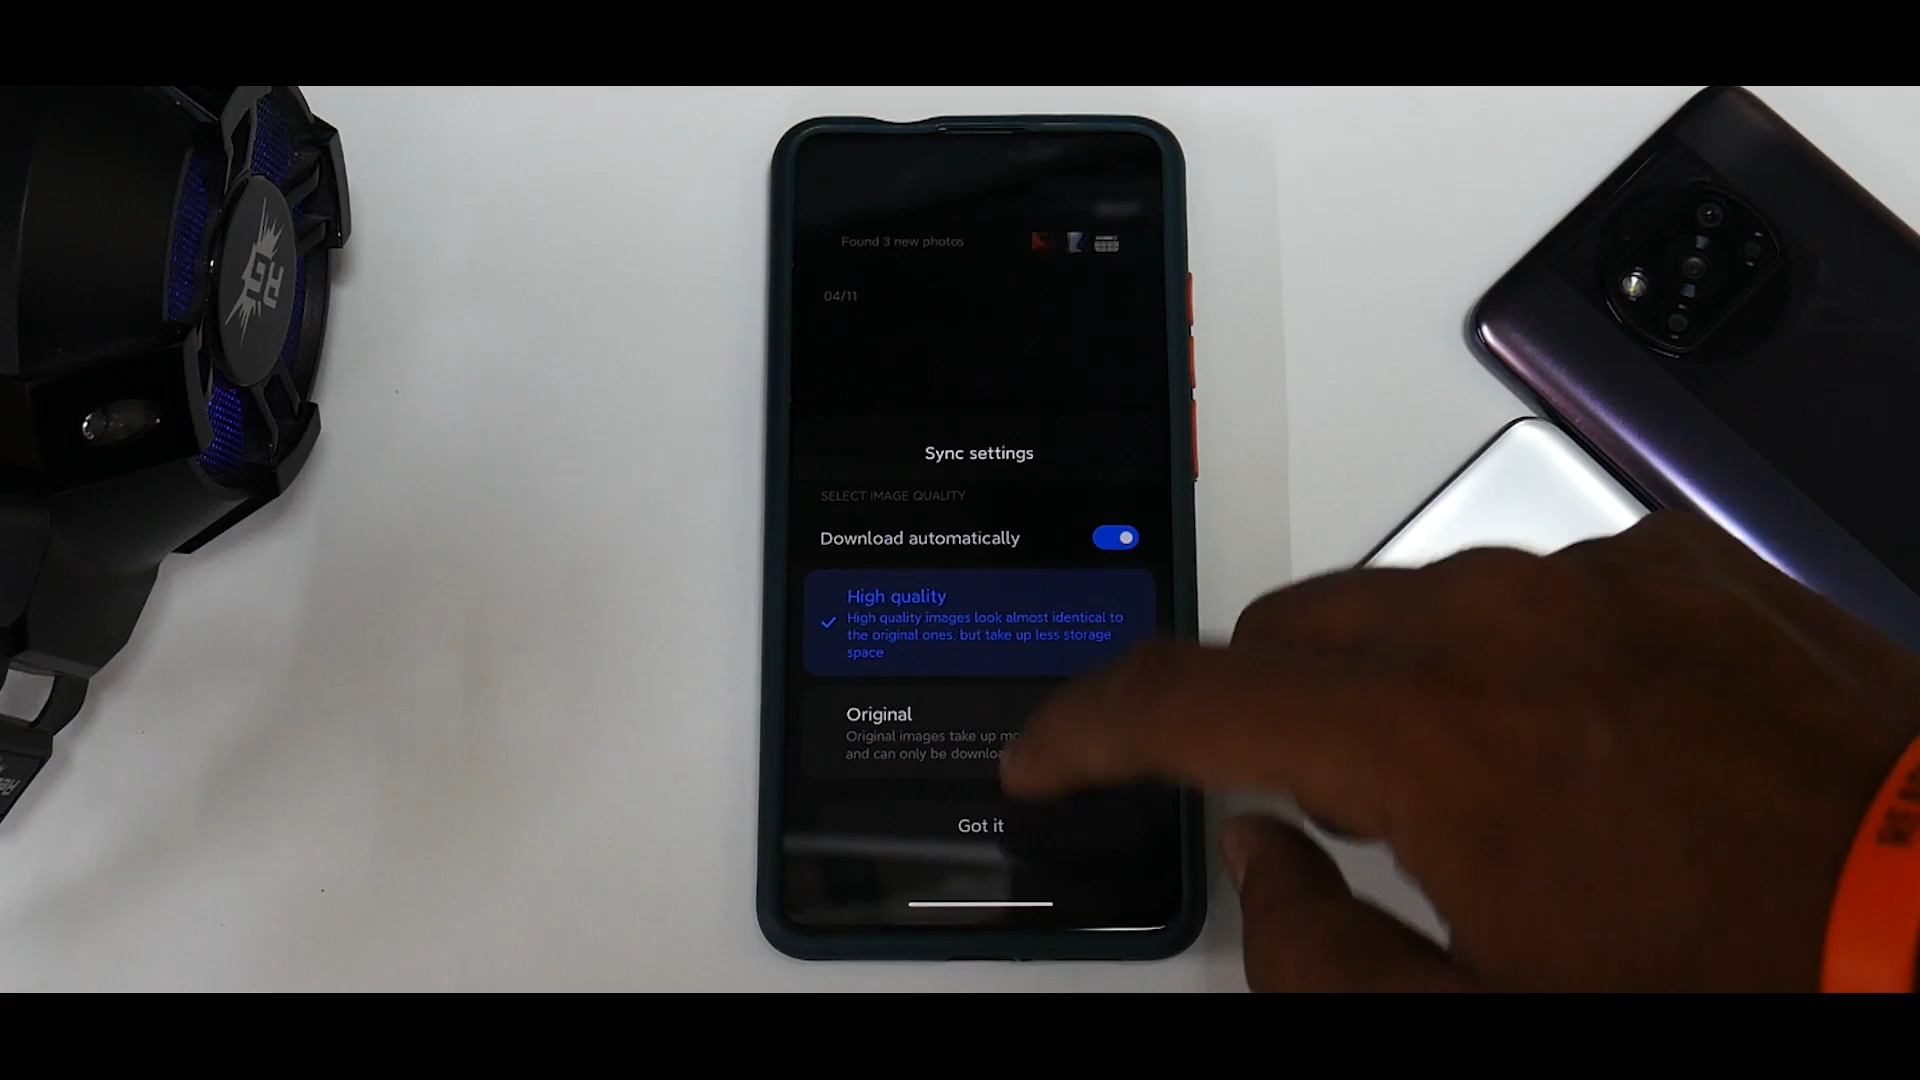 Found 3 new photos
04/11
Sync settings
SELECT IMAGE QUALITY
Download automatically
High quality
High quality images look almost identical to
the original ones, but take up less storage
space
Original
Original images take up
and can only be
Got it